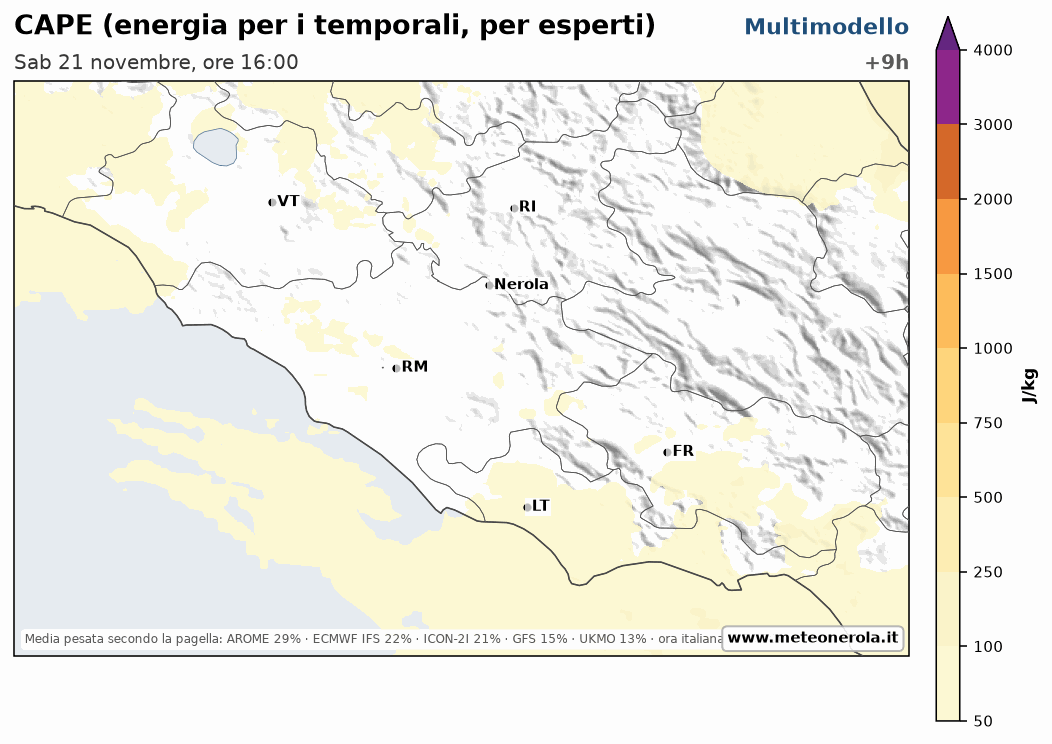 CAPE (energia per i temporali, per esperti)
Multimodello
Sab 21 novembre, ore 16:00
+9h
VT
RI
Nerola
RM
FR
LT
Media pesata secondo la pagella: AROME 29% · ECMWF IFS 22% · ICON-2I 21% · GFS 15% · UKMO 13% · ora italiana
www.meteonerola.it
4000
3000
2000
1500
1000
750
500
250
100
50
J/kg